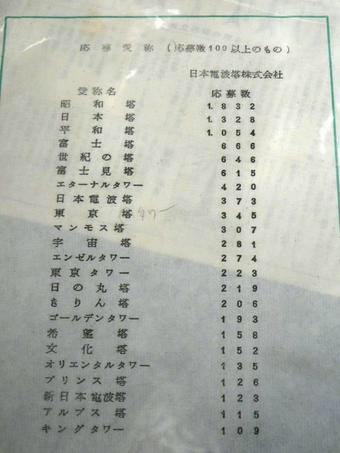 応募愛称（応募数100以上のもの）
日本電波塔株式会社
愛称名 応募数
昭和塔 1.832
日本塔 1.328
平和塔 1.054
富士塔 666
世紀の塔 646
富士見塔 615
エターナルタワー 420
日本電波塔 373
東京塔 345
マンモス塔 307
宇宙塔 281
エンゼルタワー 274
東京タワー 223
日の丸塔 219
きりん塔 206
ゴールデンタワー 193
希望塔 158
文化塔 152
オリエンタルタワー 135
プリンス塔 126
新日本電波塔 123
アルプス塔 115
キングタワー 109